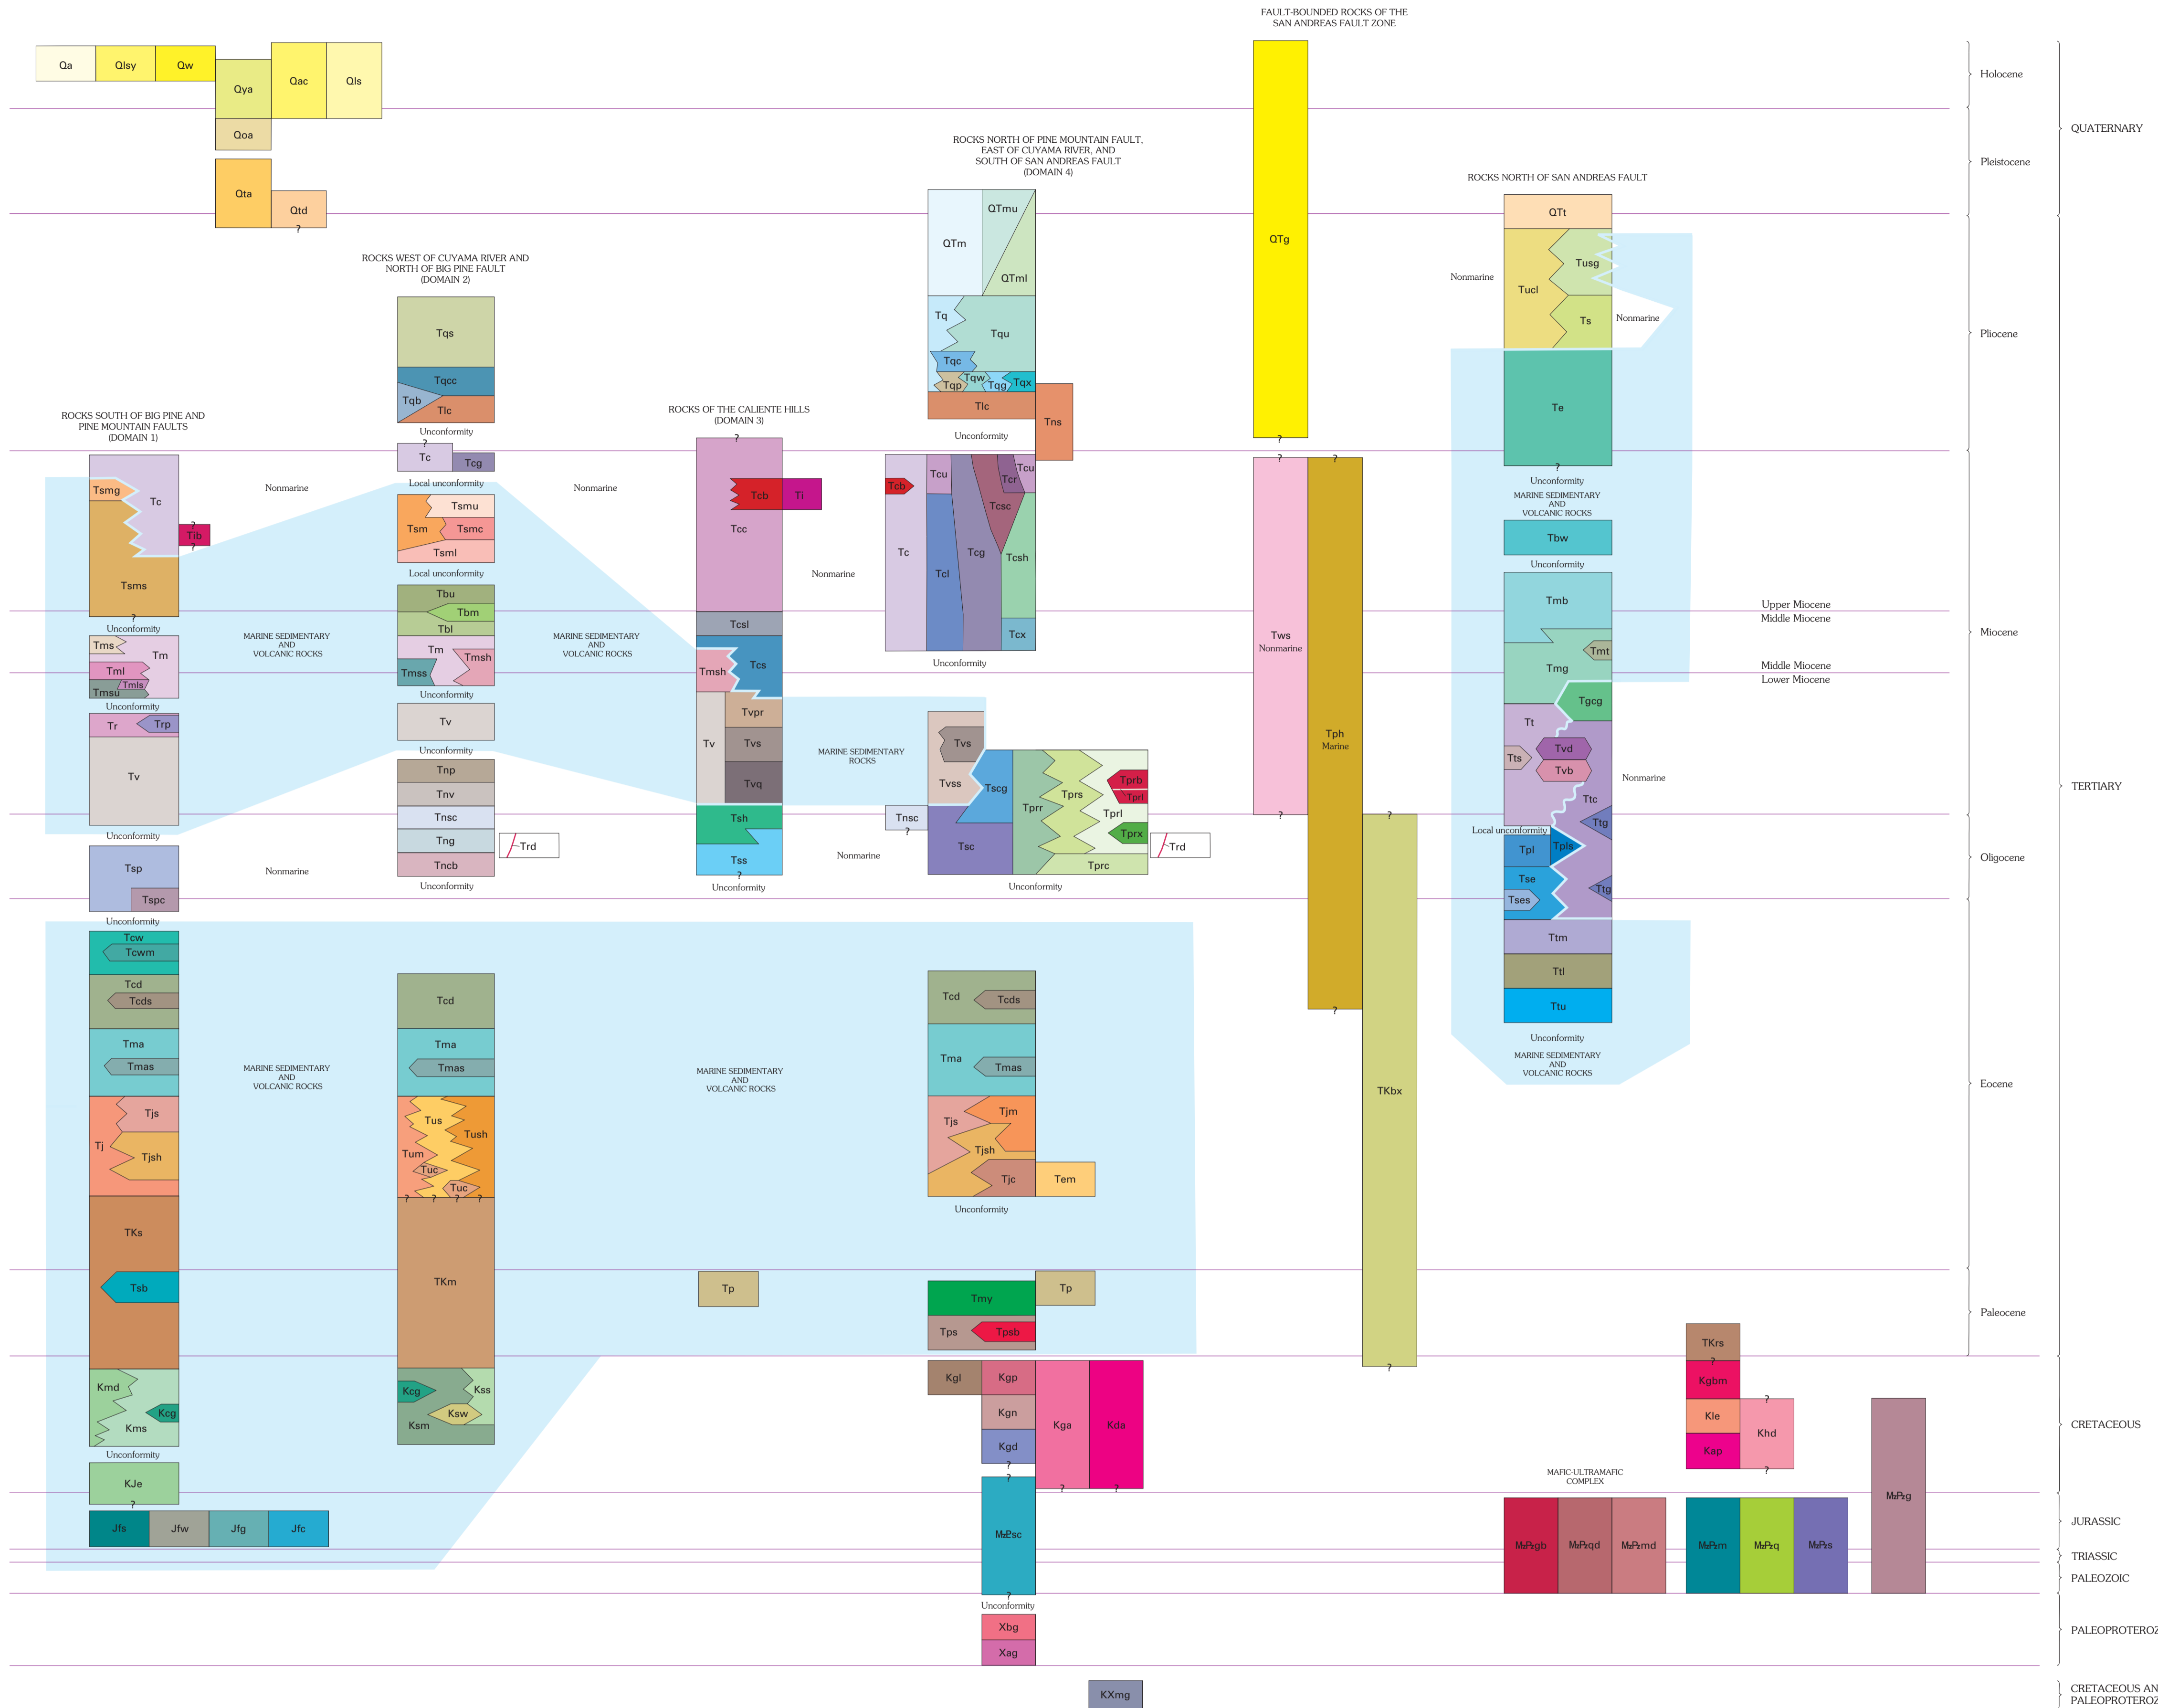 FAULT-BOUNDED ROCKS OF THE
SAN ANDREAS FAULT ZONE
Qa
Qlsy
Qw
Qya
Qac
Qls
Qoa
Qta
Qtd
?
Holocene
Pleistocene
QUATERNARY
ROCKS NORTH OF PINE MOUNTAIN FAULT,
EAST OF CUYAMA RIVER, AND
SOUTH OF SAN ANDREAS FAULT
(DOMAIN 4)
ROCKS NORTH OF SAN ANDREAS FAULT
ROCKS WEST OF CUYAMA RIVER AND
NORTH OF BIG PINE FAULT
(DOMAIN 2)
ROCKS SOUTH OF BIG PINE AND
PINE MOUNTAIN FAULTS
(DOMAIN 1)
ROCKS OF THE CALIENTE HILLS
(DOMAIN 3)
Tsmg
Tc
?
Tib
?
Tsms
?
Unconformity
Tms
Tm
Tml
Tmls
Tmsu
Unconformity
Tr
Trp
Tv
Unconformity
Tsp
Tspc
Unconformity
Tcw
Tcwm
Tcd
Tcds
Tma
Tmas
Tjs
Tj
Tjsh
TKs
Tsb
Kmd
Kcg
Kms
Unconformity
KJe
?
Jfs
Jfw
Jfg
Jfc
Nonmarine
MARINE SEDIMENTARY
AND
VOLCANIC ROCKS
Nonmarine
MARINE SEDIMENTARY
AND
VOLCANIC ROCKS
Tqs
Tqcc
Tqb
Tlc
Unconformity
?
Tc
Tcg
Local unconformity
Tsmu
Tsm
Tsmc
Tsml
Local unconformity
Tbu
Tbm
Tbl
Tm
Tmsh
Tmss
Unconformity
Tv
Unconformity
Tnp
Tnv
Tnsc
Tng
Trd
Tncb
Unconformity
Tcd
Tma
Tmas
Tus
Tush
Tum
Tuc
Tuc
?
?
?
?
TKm
Kcg
Kss
Ksw
Ksm
Nonmarine
MARINE SEDIMENTARY
AND
VOLCANIC ROCKS
?
Tcb
Ti
Tcc
Tcsl
Tcs
Tmsh
Tvpr
Tv
Tvs
Tvq
Tsh
Tss
?
Unconformity
MARINE SEDIMENTARY
AND
VOLCANIC ROCKS
Tp
Nonmarine
MARINE SEDIMENTARY
ROCKS
Nonmarine
QTm
QTmu
QTml
Tq
Tqu
Tqc
Tqp
Tqw
Tqg
Tqx
Tlc
Tns
Unconformity
Tcb
Tcu
Tcu
Tcr
Tcsc
Tc
Tcl
Tcg
Tcsh
Tcx
Unconformity
Tvs
Tvss
Tscg
Tnsc
?
Tsc
Tprr
Tprs
Tprb
Tprl
Tprl
Tprx
Tprc
Trd
Unconformity
Tcd
Tcds
Tma
Tmas
Tjs
Tjm
Tjsh
Tjc
Tem
Unconformity
Tp
Tmy
Tps
Tpsb
Kgl
Kgp
Kgn
Kgd
?
Kga
?
Kda
?
?
MzPzsc
?
Unconformity
Xbg
Xag
KXmg
QTg
?
?
Tws
Nonmarine
?
?
Tph
Marine
?
?
TKbx
?
QTt
Nonmarine
Tusg
Tucl
Ts
Nonmarine
Te
?
Unconformity
MARINE SEDIMENTARY
AND
VOLCANIC ROCKS
Tbw
Unconformity
Tmb
Tmt
Tmg
Tgcg
Tt
Tvd
Tts
Tvb
Nonmarine
Ttc
Ttg
Local unconformity
Tpl
Tpls
Tse
Tses
Ttg
Ttm
Ttl
Ttu
Unconformity
MARINE SEDIMENTARY
AND
VOLCANIC ROCKS
TKrs
?
Kgbm
Kle
Kap
?
Khd
?
MAFIC-ULTRAMAFIC
COMPLEX
MzPzgb
MzPzqd
MzPzmd
MzPzm
MzPzq
MzPzs
MzPzg
Upper Miocene
Middle Miocene
Middle Miocene
Lower Miocene
Pliocene
Miocene
Oligocene
Eocene
Paleocene
TERTIARY
CRETACEOUS
JURASSIC
TRIASSIC
PALEOZOIC
PALEOPROTEROZ
CRETACEOUS AN
PALEOPROTEROZ